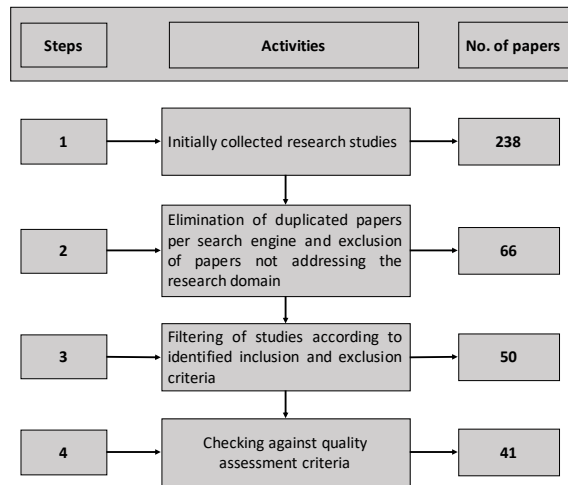 Steps
Activities
No. of papers
1
Initially collected research studies
238
2
Elimination of duplicated papers
per search engine and exclusion
of papers not addressing the
research domain
66
3
Filtering of studies according to
identified inclusion and exclusion
criteria
50
4
Checking against quality
assessment criteria
41